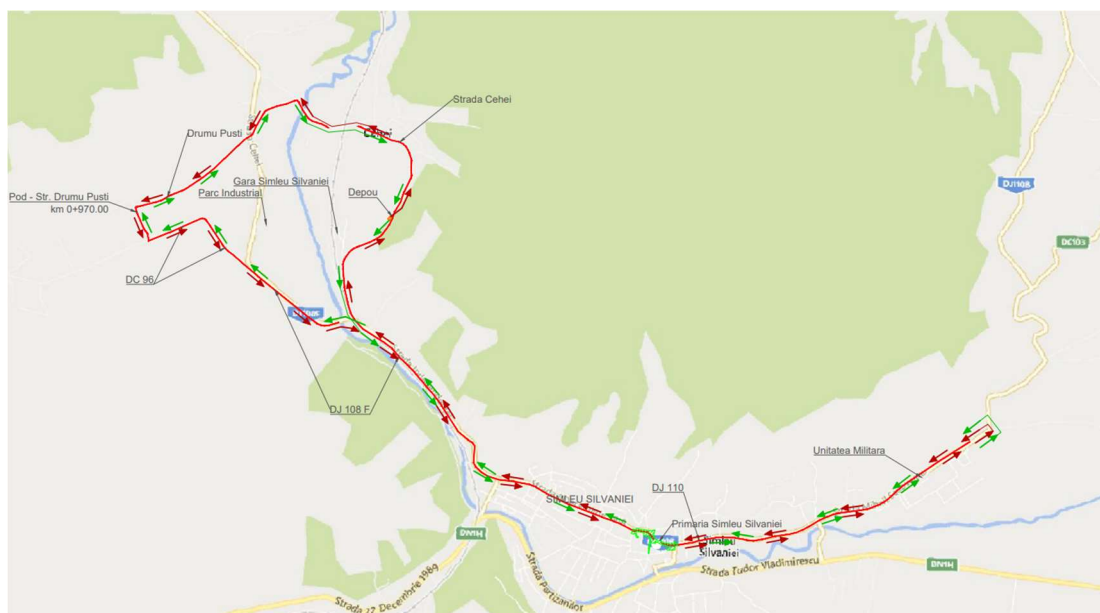 Strada Cehei
Drumu Pusti
Cehei
Gara Simleu Silvaniei
Parc Industrial
Depou
Pod - Str. Drumu Pusti
km 0+970.00
DJ108
DC103
DC 96
DJ 108 F
Unitatea Militara
SIMLEU SILVANIEI
DJ 110
Primaria Simleu Silvaniei
Simleu
Silvaniei
DN1H
DN1H
Strada Tudor Vladimirescu
Strada Partizanilor
Strada 22 Decembrie 1989